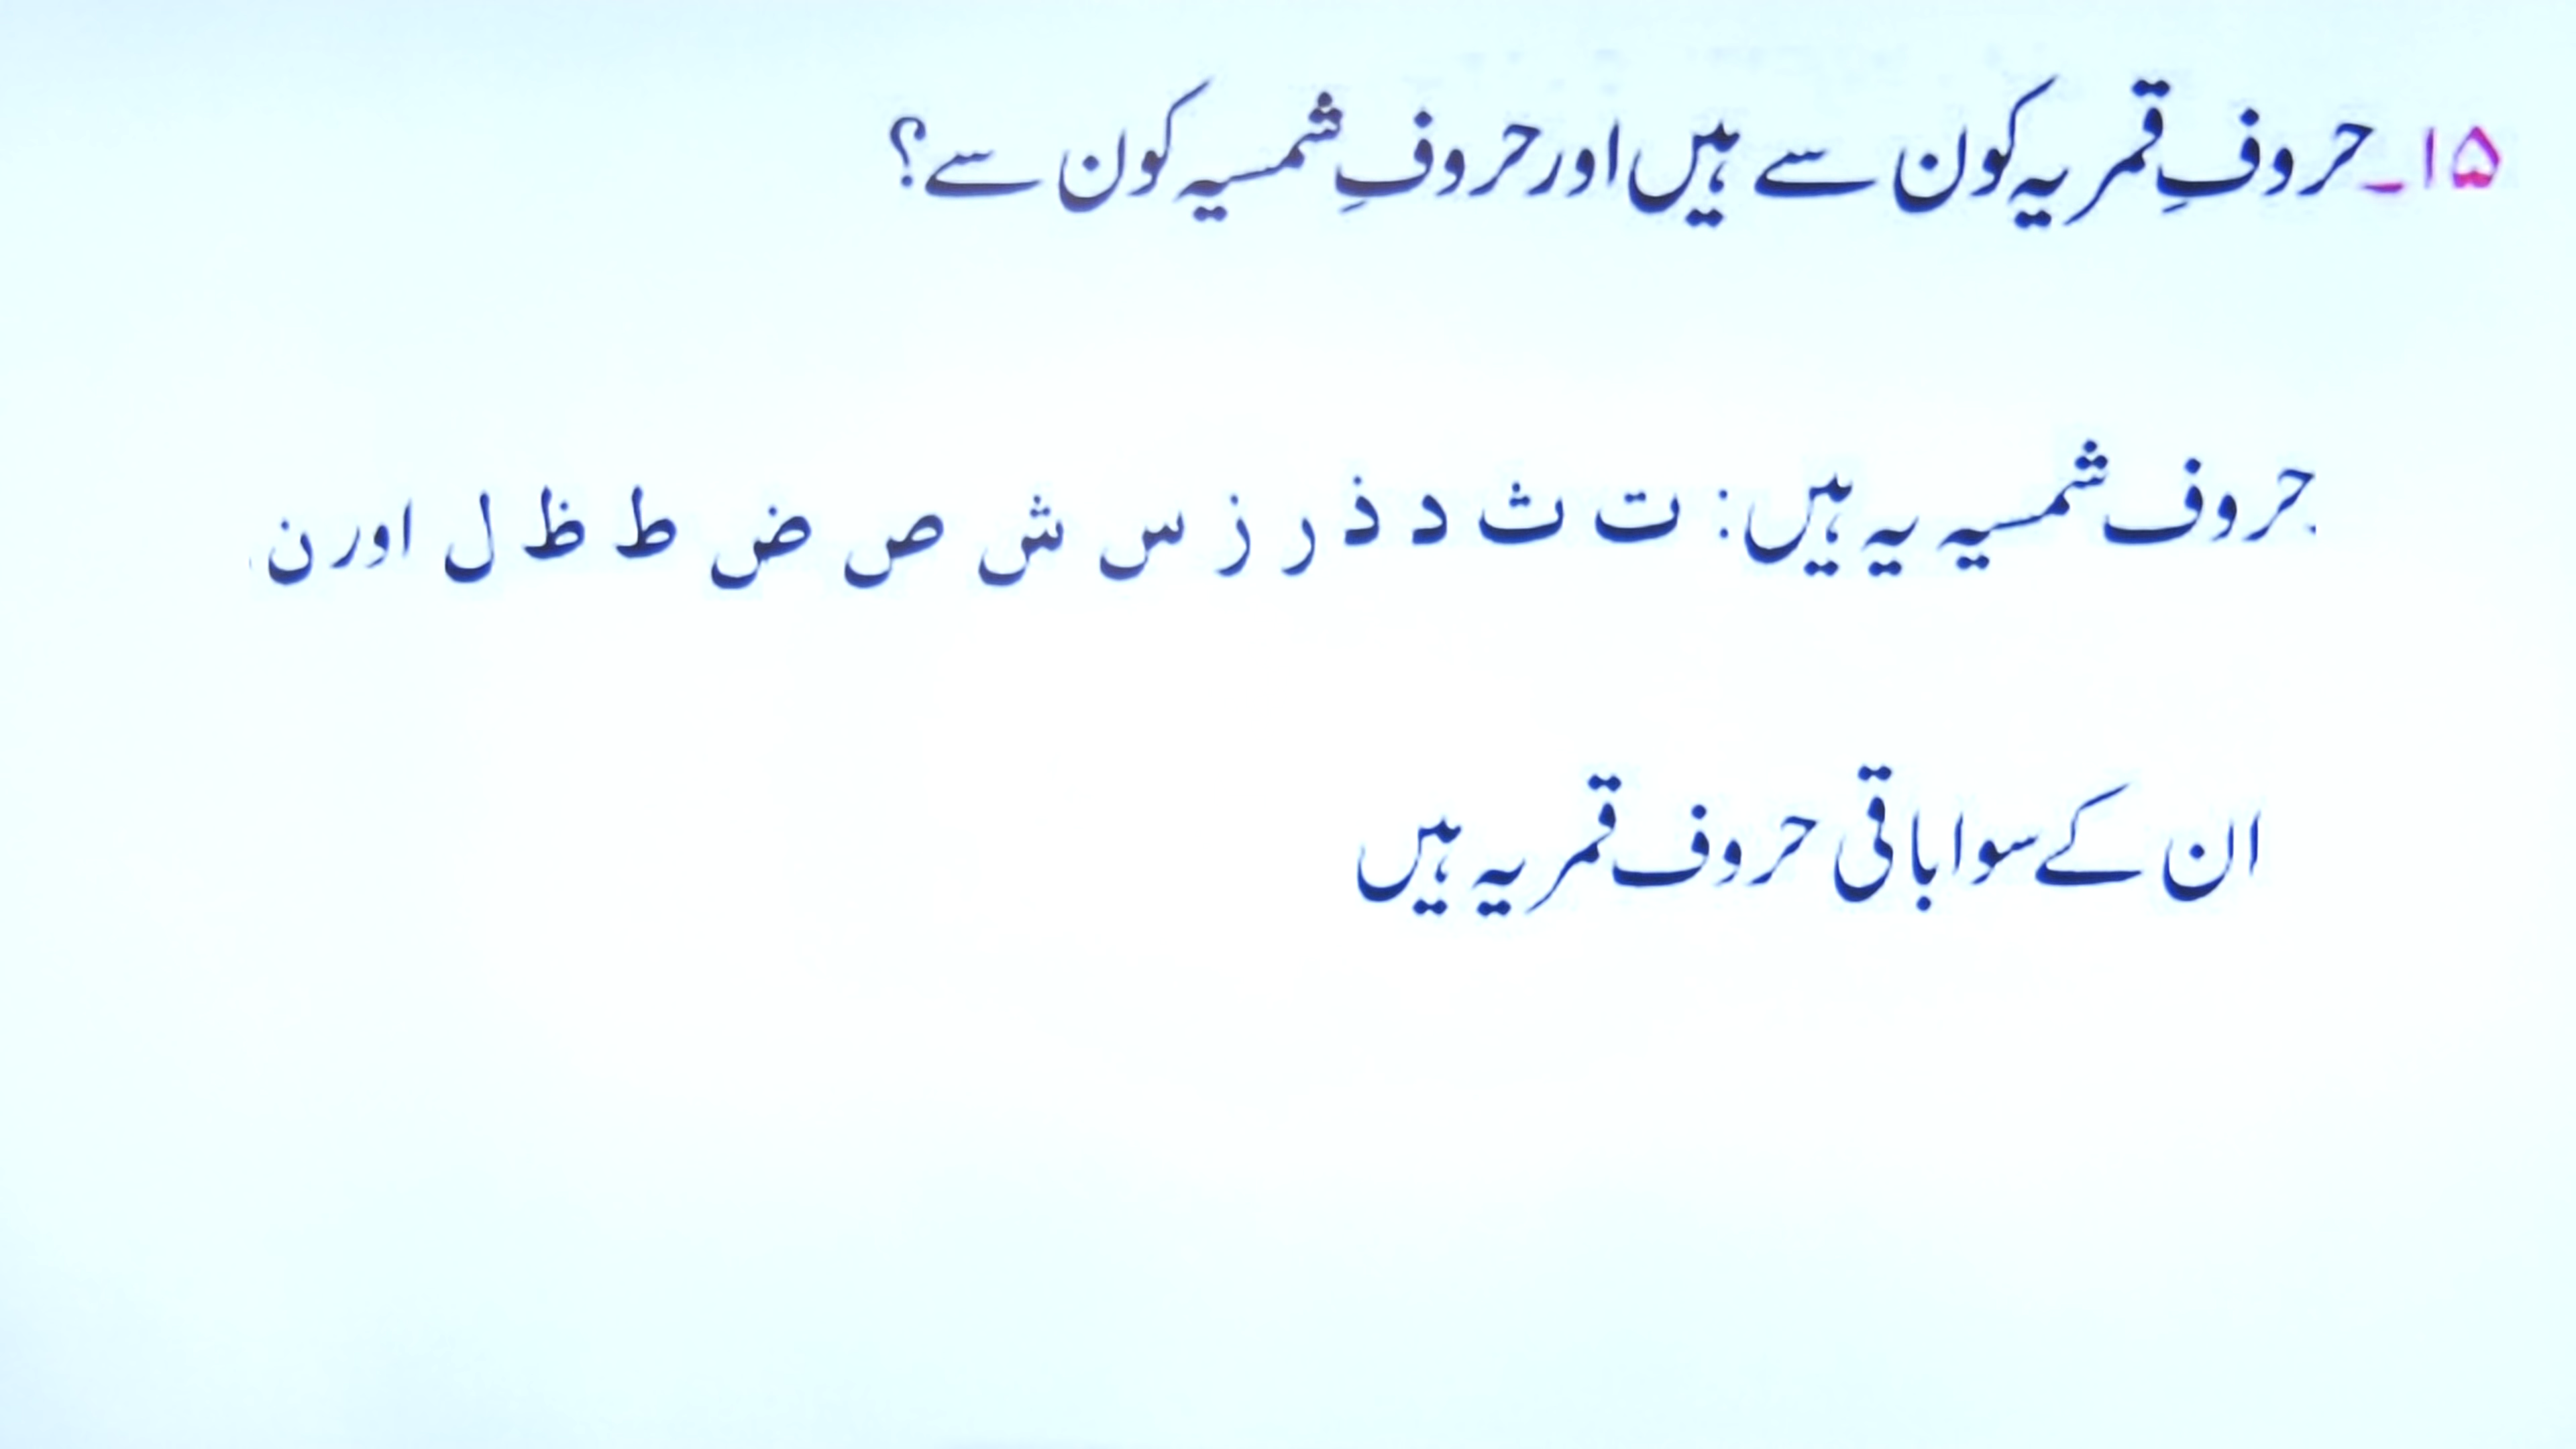 ۱۵۔ حروفِ قمریہ کون سے ہیں اور حروفِ شمسیہ کون سے؟
حروف شمسیہ یہ ہیں: ت ث د ذ ر ز س ش ص ض ط ظ ل اور ن
ان کے سوا باقی حروف قمریہ ہیں